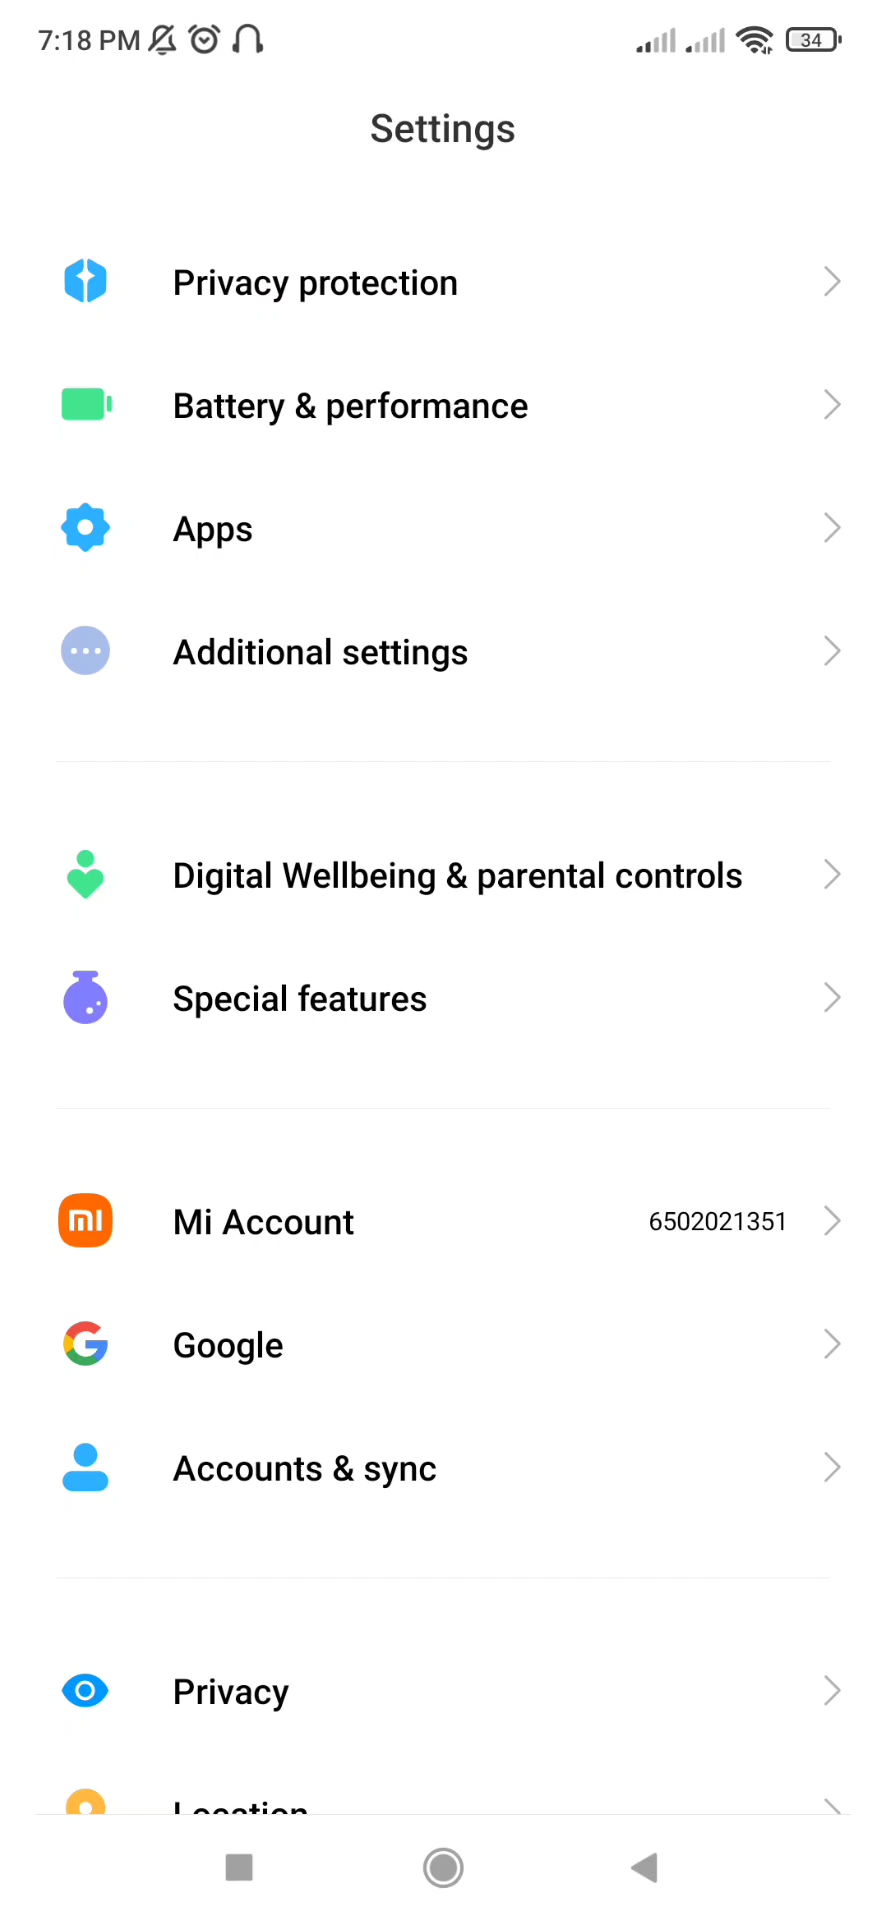 7:18 PM 34
Settings
Privacy protection
Battery & performance
Apps
Additional settings
Digital Wellbeing & parental controls
Special features
Mi Account 6502021351
Google
Accounts & sync
Privacy
Location